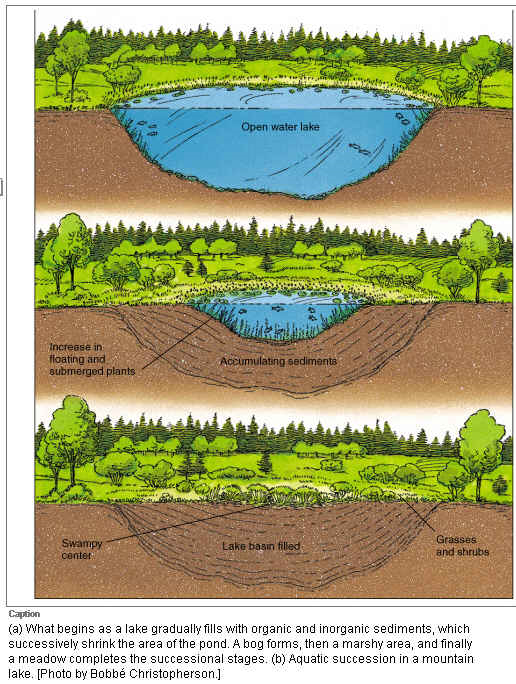 Open water lake
Increase in
floating and
submerged plants
Accumulating sediments
Swampy
center
Lake basin filled
Grasses
and shrubs
Caption
(a) What begins as a lake gradually fills with organic and inorganic sediments, which
successively shrink the area of the pond. A bog forms, then a marshy area, and finally
a meadow completes the successional stages. (b) Aquatic succession in a mountain
lake. [Photo by Bobbé Christopherson.]